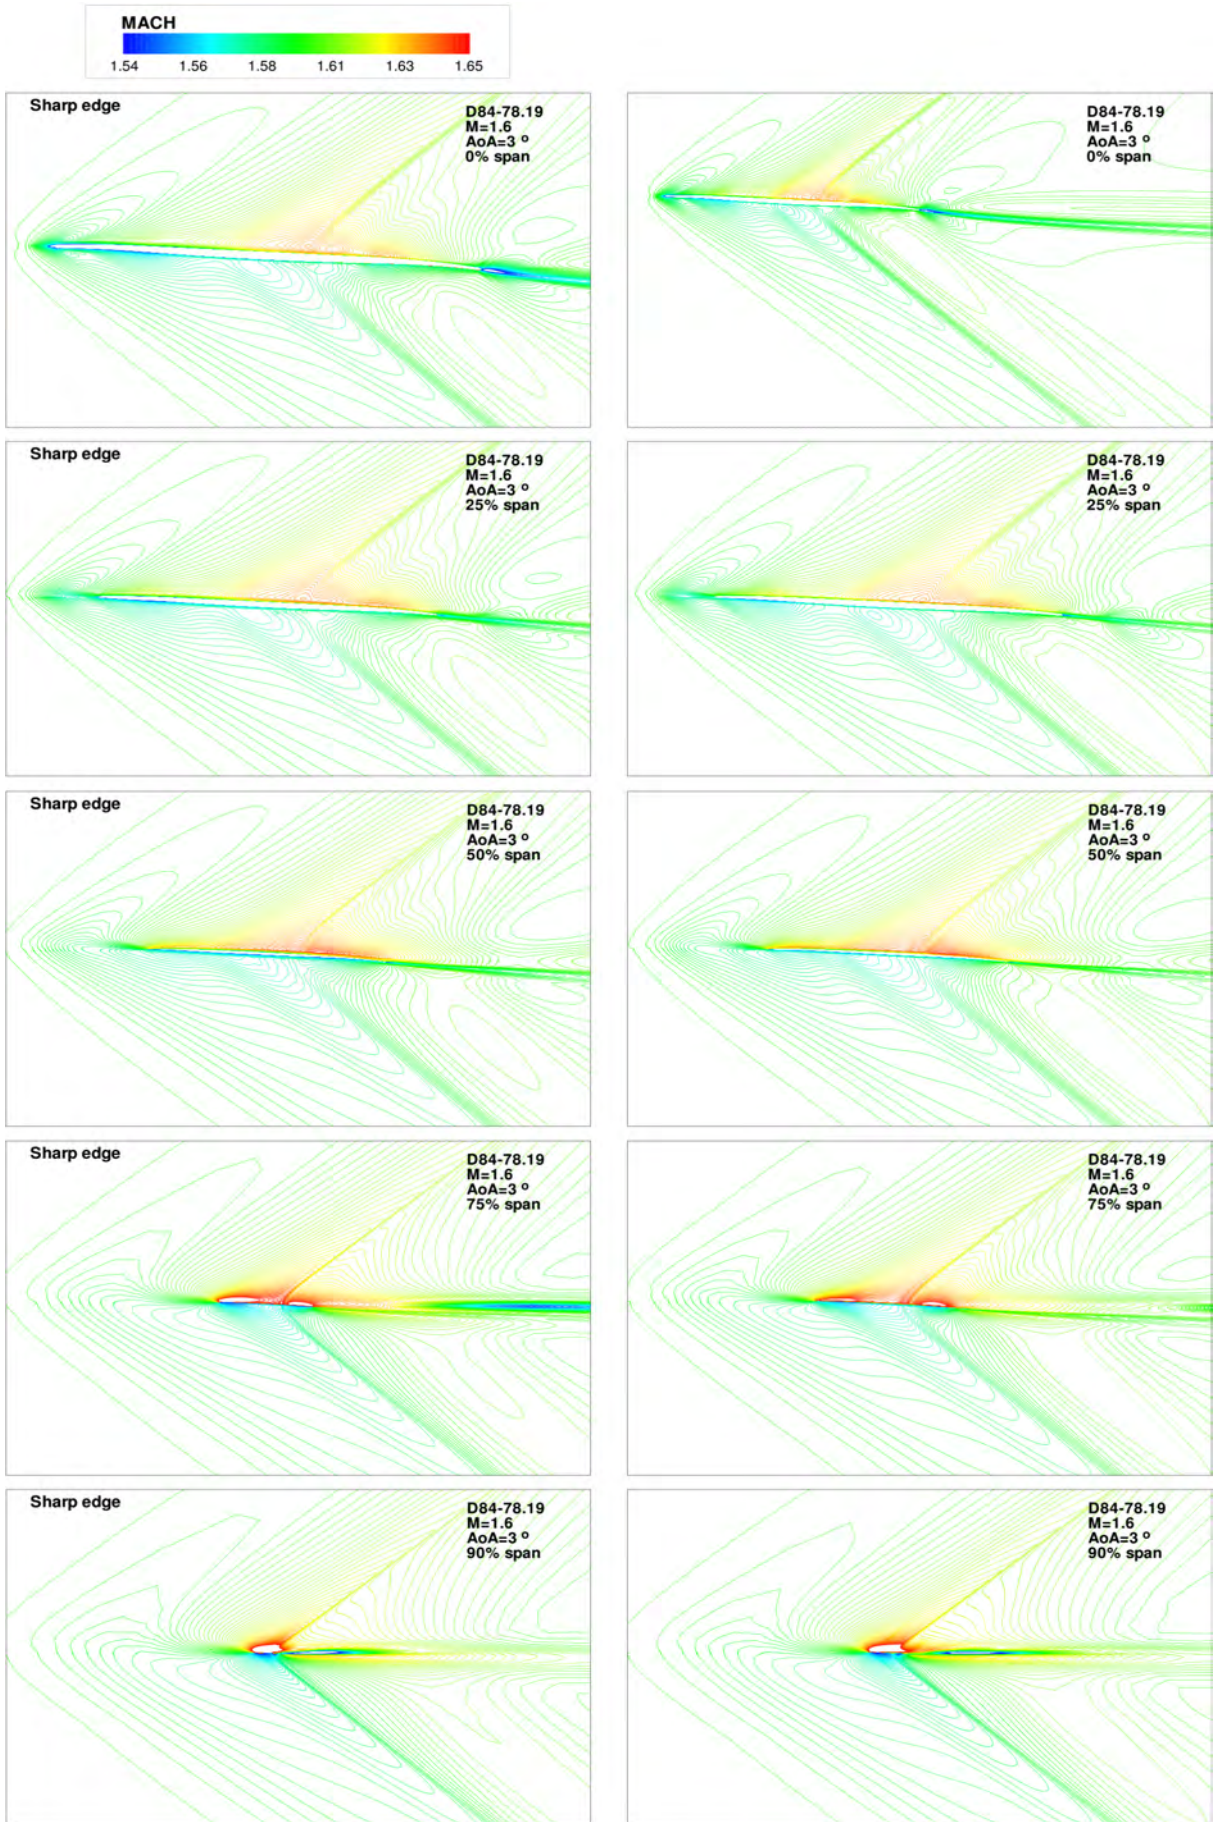 MACH
1.54 1.56 1.58 1.61 1.63 1.65
Sharp edge
D84-78.19
M=1.6
AoA=3 º
0% span
D84-78.19
M=1.6
AoA=3 º
0% span
Sharp edge
D84-78.19
M=1.6
AoA=3 º
25% span
D84-78.19
M=1.6
AoA=3 º
25% span
Sharp edge
D84-78.19
M=1.6
AoA=3 º
50% span
D84-78.19
M=1.6
AoA=3 º
50% span
Sharp edge
D84-78.19
M=1.6
AoA=3 º
75% span
D84-78.19
M=1.6
AoA=3 º
75% span
Sharp edge
D84-78.19
M=1.6
AoA=3 º
90% span
D84-78.19
M=1.6
AoA=3 º
90% span